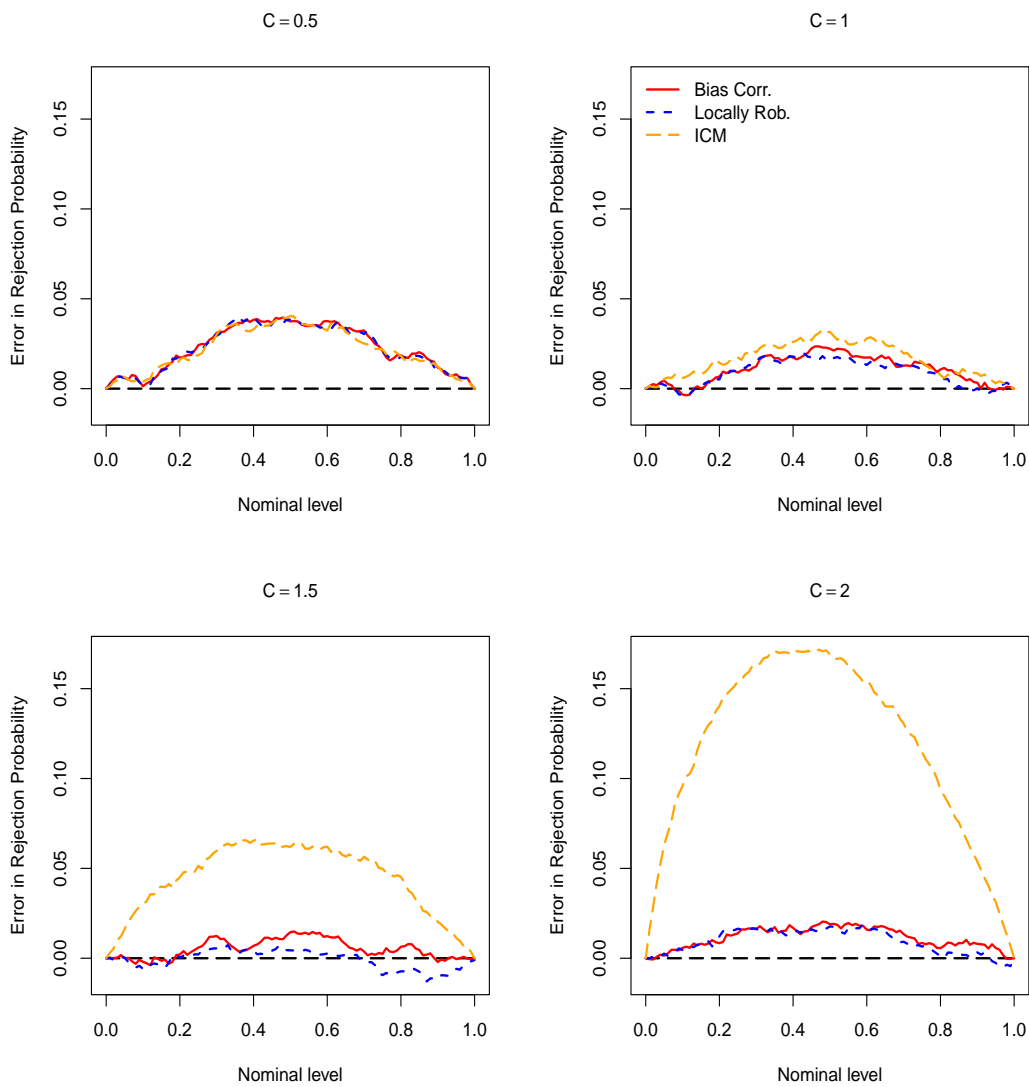 C = 0.5
Error in Rejection Probability
0.15
0.10
0.05
0.00
0.0 0.2 0.4 0.6 0.8 1.0
Nominal level
C = 1
Bias Corr.
Locally Rob.
ICM
Error in Rejection Probability
0.15
0.10
0.05
0.00
0.0 0.2 0.4 0.6 0.8 1.0
Nominal level
C = 1.5
Error in Rejection Probability
0.15
0.10
0.05
0.00
0.0 0.2 0.4 0.6 0.8 1.0
Nominal level
C = 2
Error in Rejection Probability
0.15
0.10
0.05
0.00
0.0 0.2 0.4 0.6 0.8 1.0
Nominal level